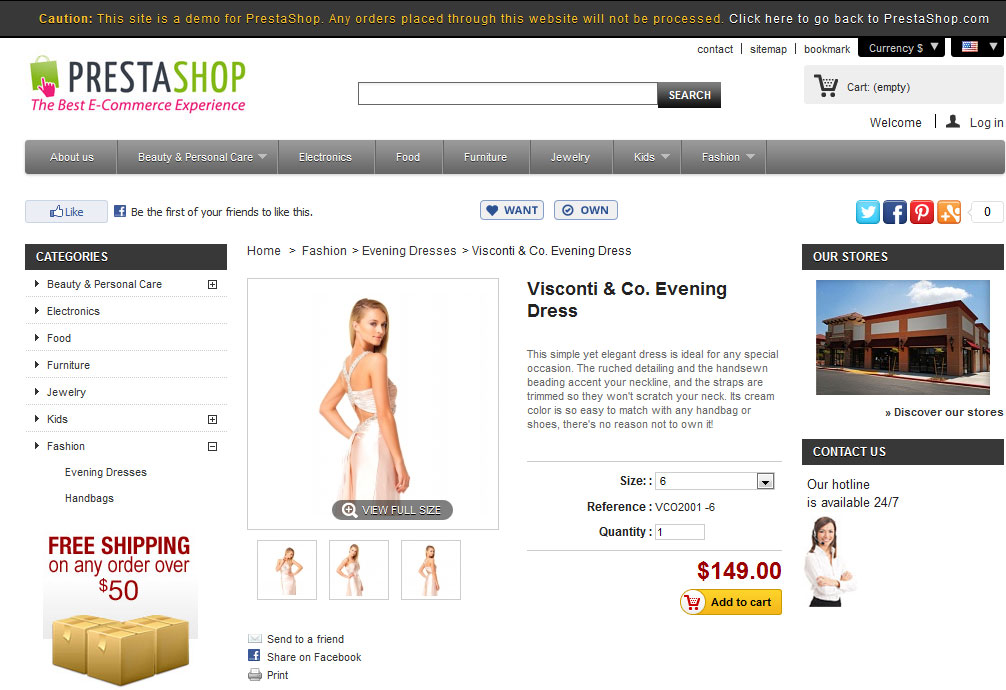 Caution: This site is a demo for PrestaShop. Any orders placed through this website will not be processed. Click here to go back to PrestaShop.com
contact | sitemap | bookmark Currency $
PRESTASHOP
The Best E-Commerce Experience
SEARCH
Cart: (empty)
Welcome | Log in
About us Beauty & Personal Care Electronics Food Furniture Jewelry Kids Fashion
Like Be the first of your friends to like this. WANT OWN 0
CATEGORIES
Beauty & Personal Care
Electronics
Food
Furniture
Jewelry
Kids
Fashion
Evening Dresses
Handbags
FREE SHIPPING
on any order over
$50
Home > Fashion > Evening Dresses > Visconti & Co. Evening Dress
VIEW FULL SIZE
Send to a friend
Share on Facebook
Print
Visconti & Co. Evening
Dress
This simple yet elegant dress is ideal for any special
occasion. The ruched detailing and the handsewn
beading accent your neckline, and the straps are
trimmed so they won't scratch your neck. Its cream
color is so easy to match with any handbag or
shoes, there's no reason not to own it!
Size: : 6
Reference : VCO2001 -6
Quantity : 1
$149.00
Add to cart
OUR STORES
» Discover our stores
CONTACT US
Our hotline
is available 24/7